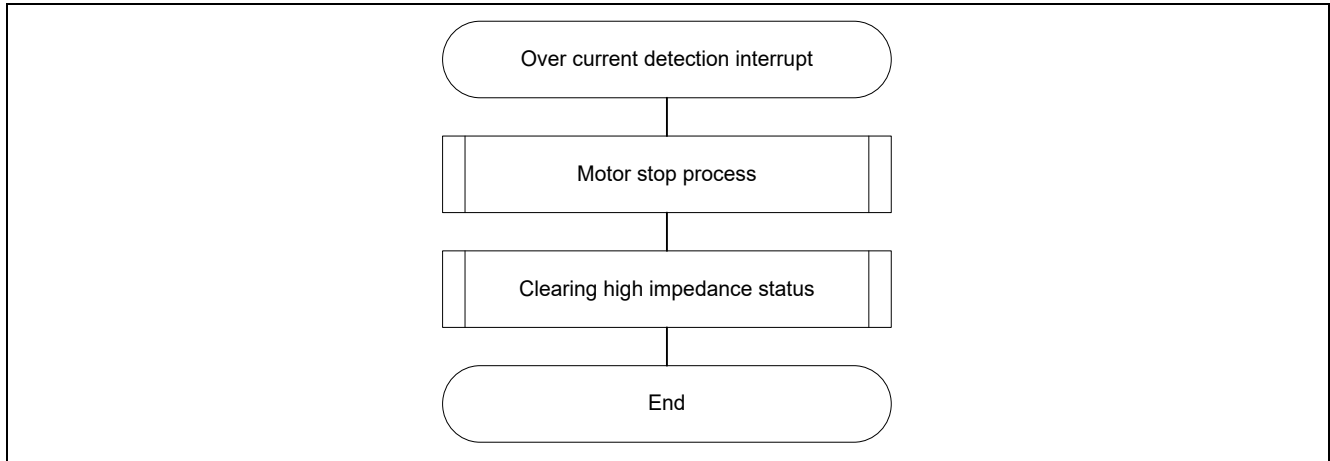 Over current detection interrupt
Motor stop process
Clearing high impedance status
End